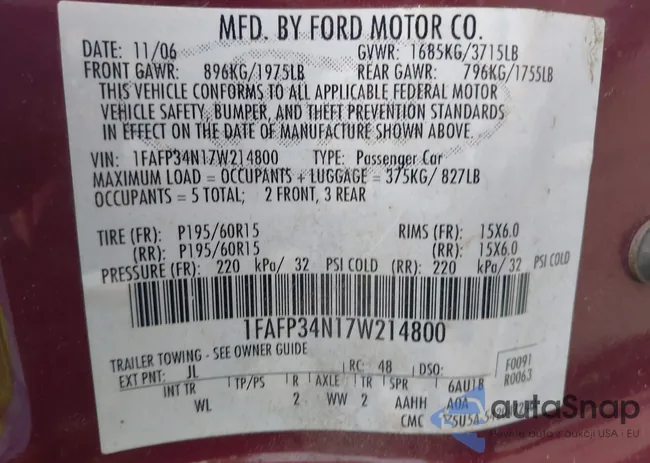 MFD. BY FORD MOTOR CO.
DATE: 11/06 GVWR: 1685KG/3715LB
FRONT GAWR: 896KG/1975LB REAR GAWR: 796KG/1755LB
THIS VEHICLE CONFORMS TO ALL APPLICABLE FEDERAL MOTOR
VEHICLE SAFETY, BUMPER, AND THEFT PREVENTION STANDARDS
IN EFFECT ON THE DATE OF MANUFACTURE SHOWN ABOVE.
VIN: 1FAFP34N17W214800 TYPE: Passenger Car
MAXIMUM LOAD = OCCUPANTS + LUGGAGE = 375KG/ 827LB
OCCUPANTS = 5 TOTAL; 2 FRONT, 3 REAR
TIRE (FR): P195/60R15 RIMS (FR): 15X6.0
(RR): P195/60R15 (RR): 15X6.0
PRESSURE (FR): 220 kPa/ 32 PSI COLD (RR): 220 kPa/ 32 PSI COLD
1FAFP34N17W214800
TRAILER TOWING - SEE OWNER GUIDE
EXT PNT: JL RC: 48 DSO: F0091
R0063
INT TR TP/PS R AXLE TR SPR 6AU1B
WL 2 WW 2 AAHH A0A
CMC
autoSnap
Pewne auta z aukcji USA i EU